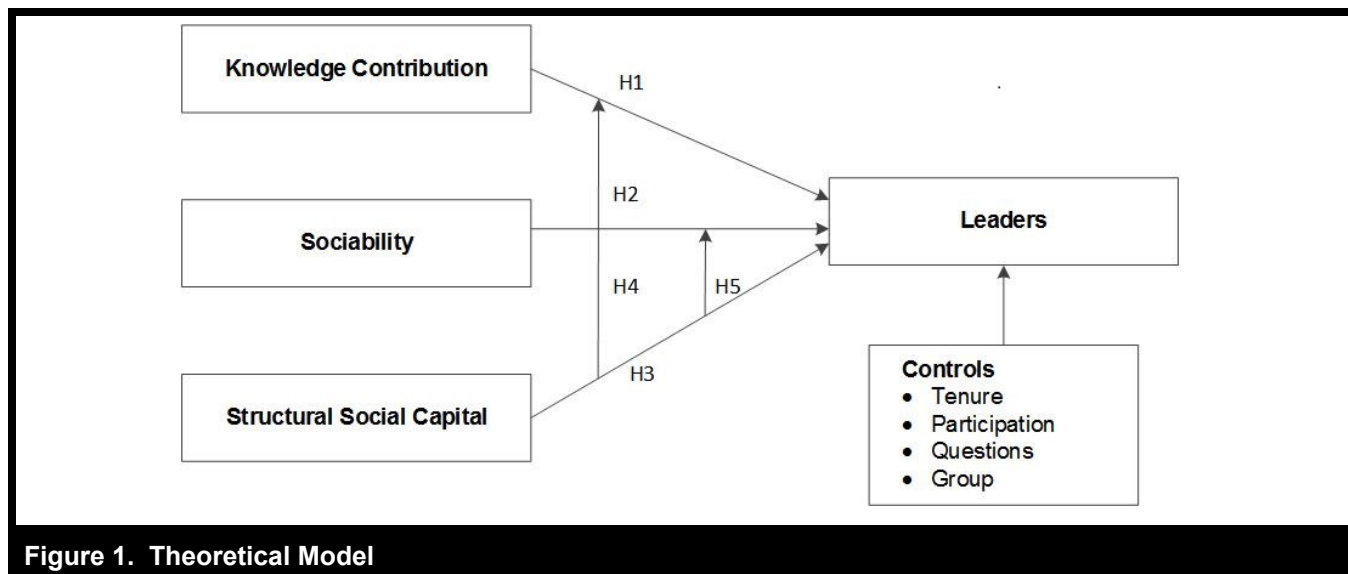 Knowledge Contribution
H1
H2
Sociability
Leaders
H4
H5
H3
Structural Social Capital
Controls
• Tenure
• Participation
• Questions
• Group
Figure 1. Theoretical Model